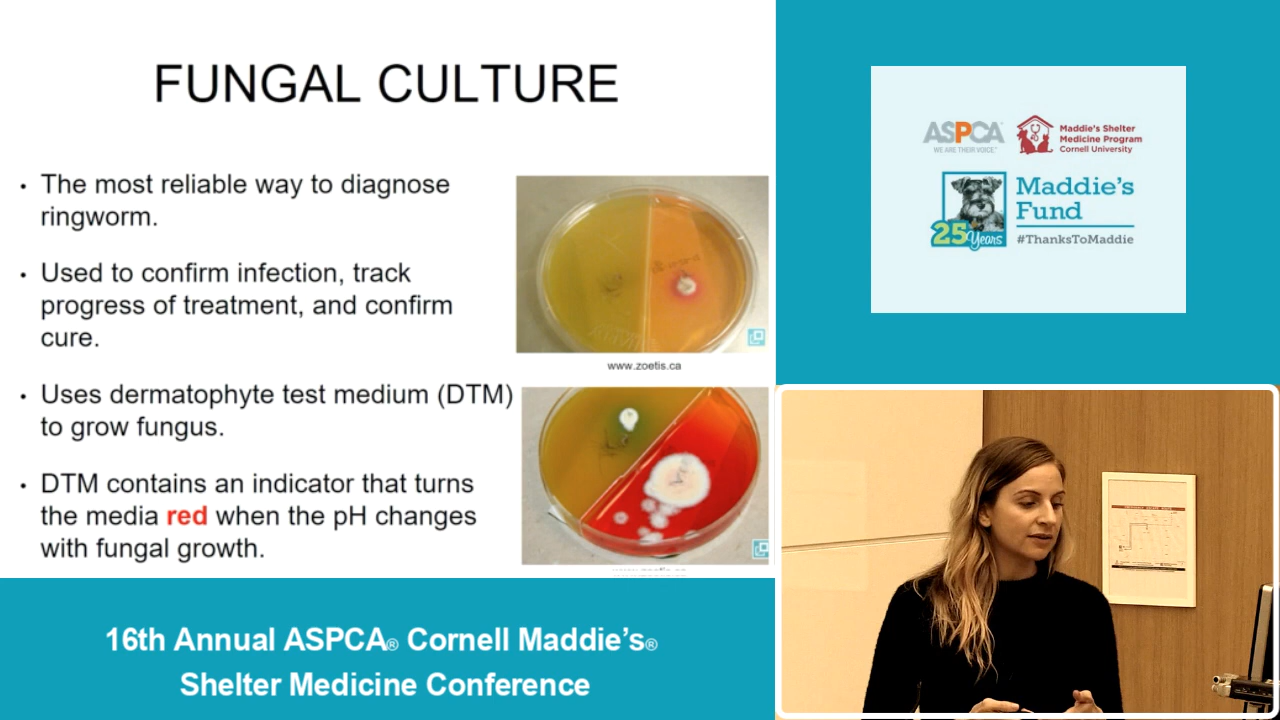 FUNGAL CULTURE
• The most reliable way to diagnose
ringworm.
• Used to confirm infection, track
progress of treatment, and confirm
cure.
• Uses dermatophyte test medium (DTM)
to grow fungus.
• DTM contains an indicator that turns
the media red when the pH changes
with fungal growth.
www.zoetis.ca
16th Annual ASPCA® Cornell Maddie's®
Shelter Medicine Conference
ASPCA
WE ARE THEIR VOICE.
Maddie's Shelter
Medicine Program
Cornell University
Maddie's
Fund
25 Years
#ThanksToMaddie